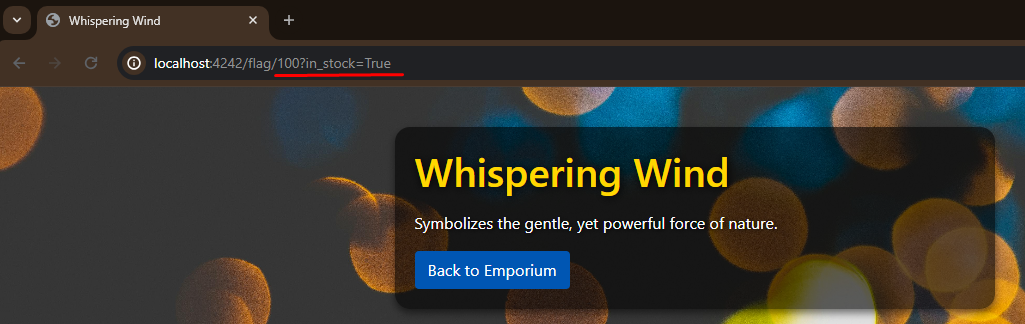 Whispering Wind
localhost:4242/flag/100?in_stock=True
Whispering Wind
Symbolizes the gentle, yet powerful force of nature.
Back to Emporium